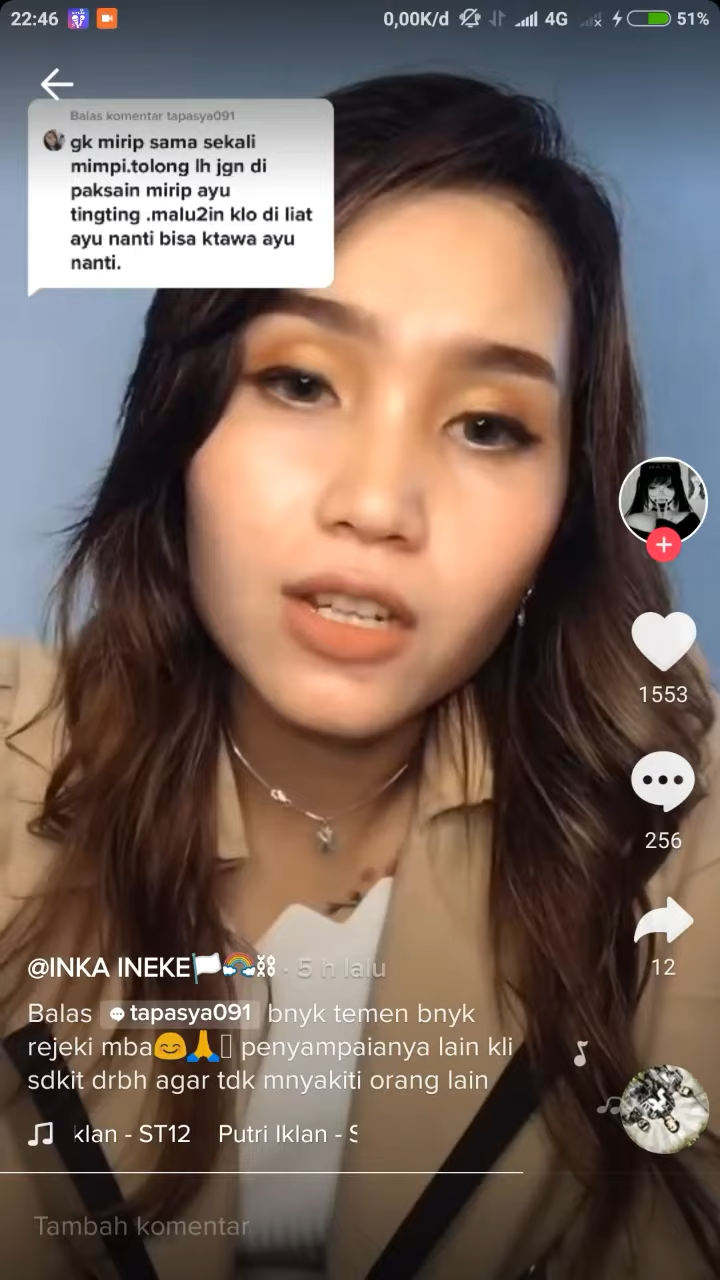 22:46 0,00K/d 4G 51%
Balas komentar tapasya091
gk mirip sama sekali
mimpi.tolong lh jgn di
paksain mirip ayu
tingting .malu2in klo di liat
ayu nanti bisa ktawa ayu
nanti.
1553
256
12
@INKA INEKE🏳️🌈⛓ · 5 h lalu
Balas tapasya091 bnyk temen bnyk
rejeki mba😊🙏 penyampaianya lain kli
sdkit drbh agar tdk mnyakiti orang lain
klan - ST12 Putri Iklan - S
Tambah komentar